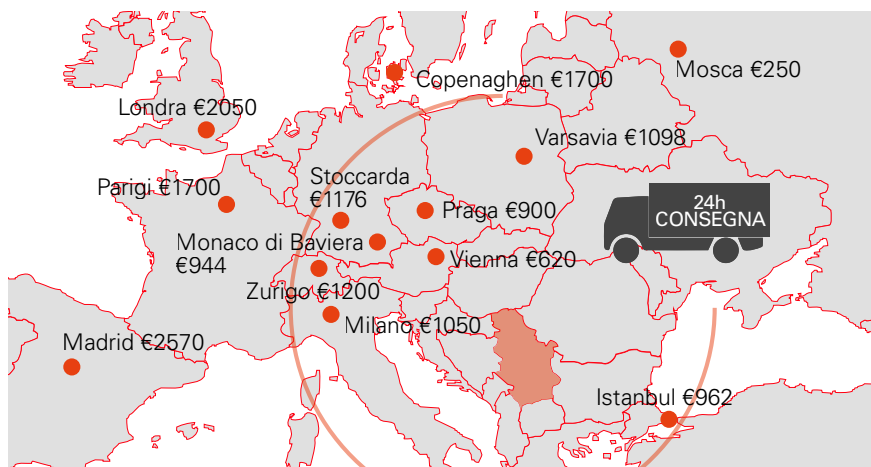 Copenaghen €1700
Mosca €250
Londra €2050
Varsavia €1098
Parigi €1700
Stoccarda
€1176
Praga €900
24h
CONSEGNA
Monaco di Baviera
€944
Vienna €620
Zurigo €1200
Milano €1050
Madrid €2570
Istanbul €962